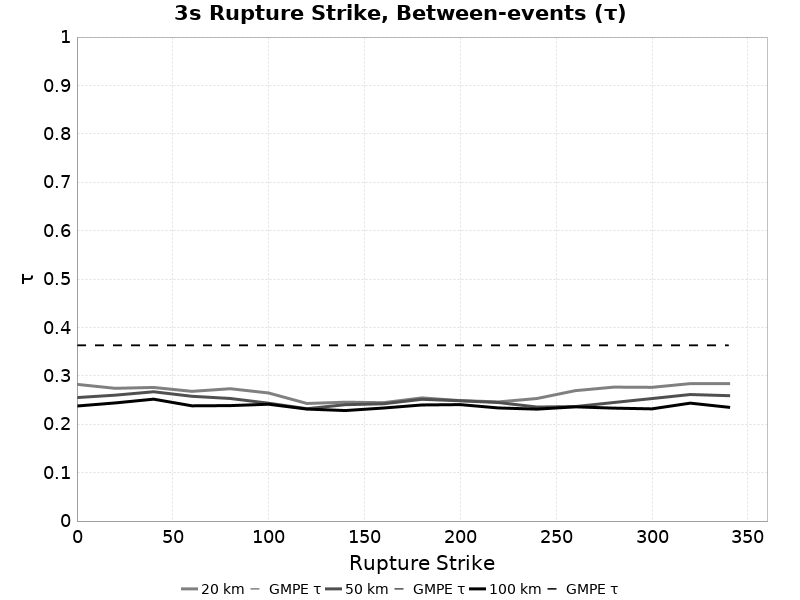 3s Rupture Strike, Between-events (τ)
1
0.9
0.8
0.7
0.6
0.5
0.4
0.3
0.2
0.1
0
τ
0 50 100 150 200 250 300 350
Rupture Strike
20 km GMPE τ 50 km GMPE τ 100 km GMPE τ